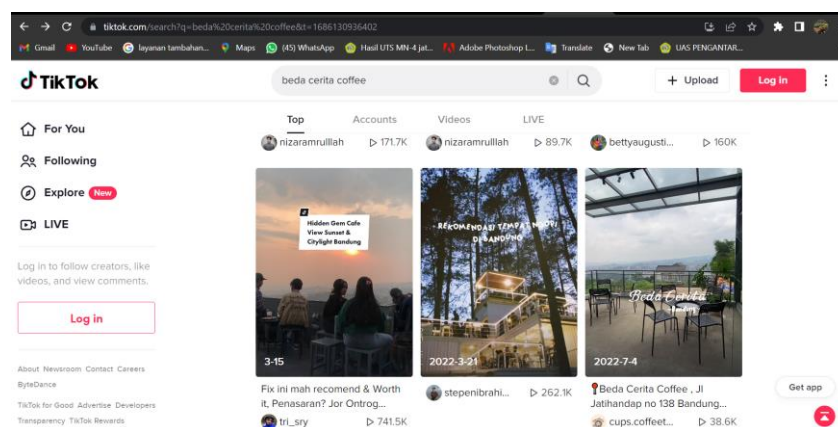 tiktok.com/search?q=beda%20cerita%20coffee&t=1686130936402
Gmail YouTube layanan tambahan... Maps (45) WhatsApp Hasil UTS MN-4 jat... Adobe Photoshop L... Translate New Tab UAS PENGANTAR...
TikTok
beda cerita coffee
+ Upload
Log in
Top Accounts Videos LIVE
For You
Following
Explore New
LIVE
Log in to follow creators, like
videos, and view comments.
Log in
About Newsroom Contact Careers
ByteDance
TikTok for Good Advertise Developers
Transparency TikTok Rewards
nizaramrulllah 171.7K
nizaramrulllah 89.7K
bettyaugusti... 160K
Hidden Gem Cafe
View Sunset &
Citylight Bandung
3-15
Fix ini mah recomend & Worth
it, Penasaran? Jor Ontrog...
tri_sry 741.5K
REKOMENDASI TEMPAT NGOPI
DI BANDUNG
2022-3-21
stepenibrahi... 262.1K
Beda Cerita
Bandung
2022-7-4
Beda Cerita Coffee , Jl
Jatihandap no 138 Bandung...
cups.coffeet... 38.6K
Get app